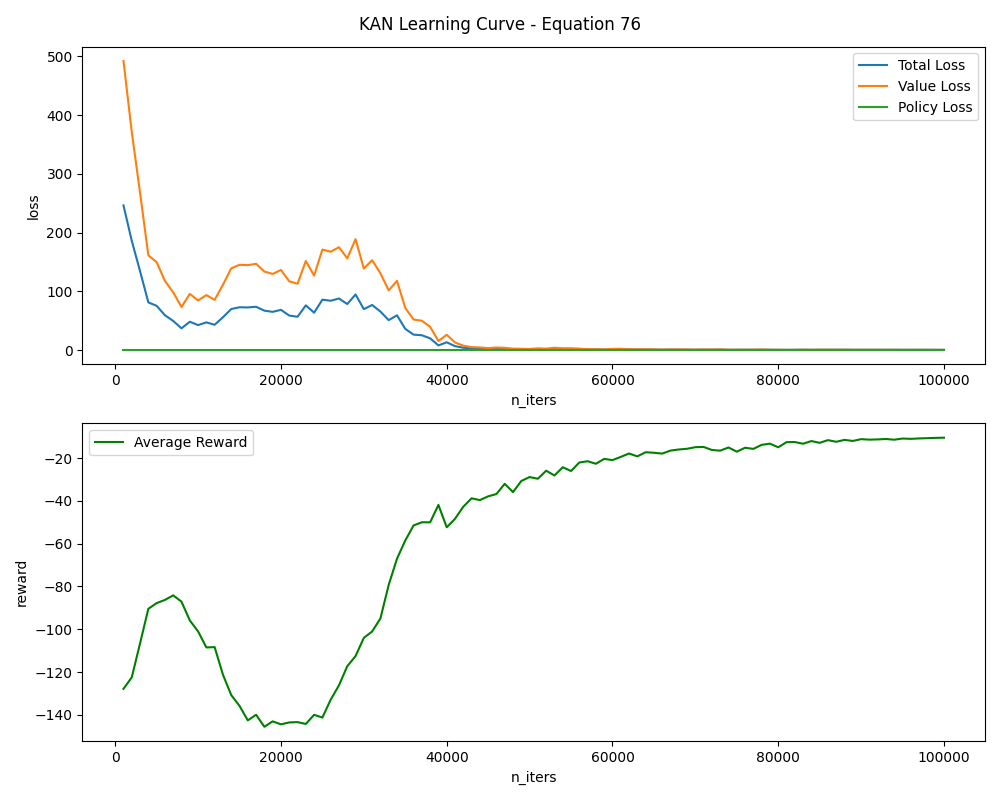 KAN Learning Curve - Equation 76
500
400
300
200
100
0
loss
Total Loss
Value Loss
Policy Loss
0 20000 40000 60000 80000 100000
n_iters
Average Reward
−20
−40
−60
−80
−100
−120
−140
reward
0 20000 40000 60000 80000 100000
n_iters